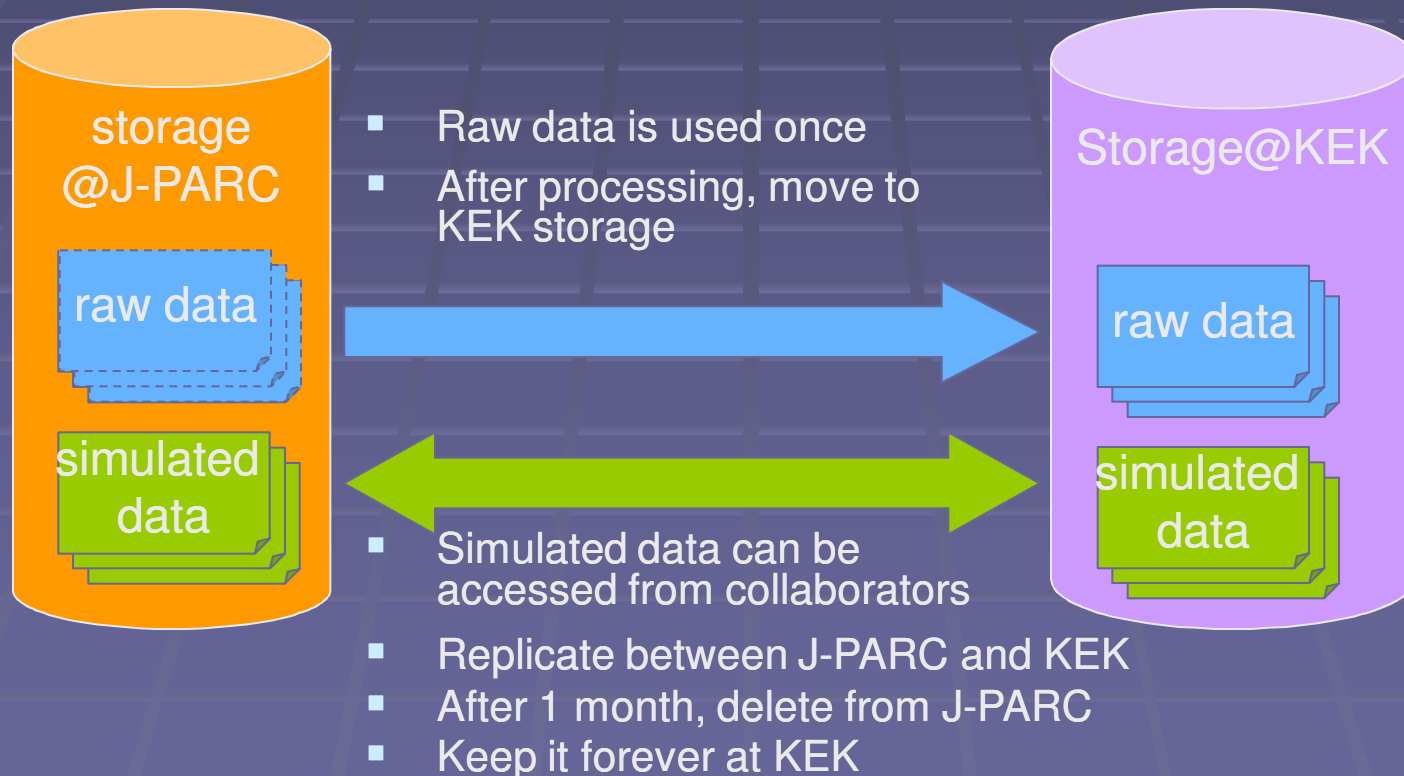 storage
@J-PARC
raw data
simulated
data
Raw data is used once
After processing, move to
KEK storage
Simulated data can be
accessed from collaborators
Replicate between J-PARC and KEK
After 1 month, delete from J-PARC
Keep it forever at KEK
Storage@KEK
raw data
simulated
data